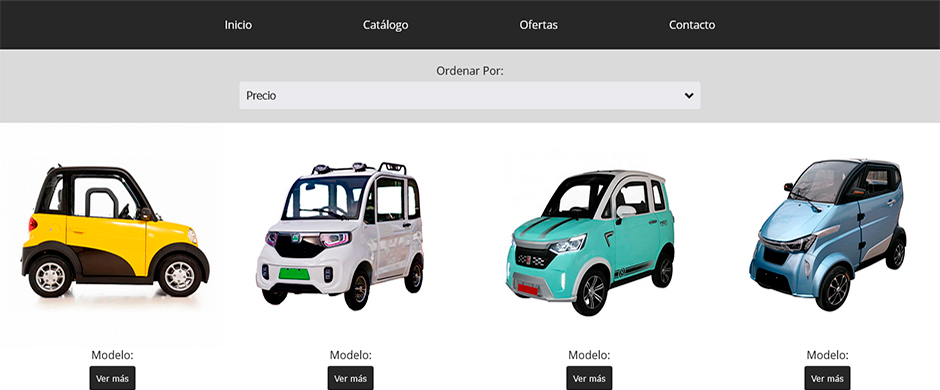 Inicio Catálogo Ofertas Contacto
Ordenar Por:
Precio
Modelo: Modelo: Modelo: Modelo:
Ver más Ver más Ver más Ver más